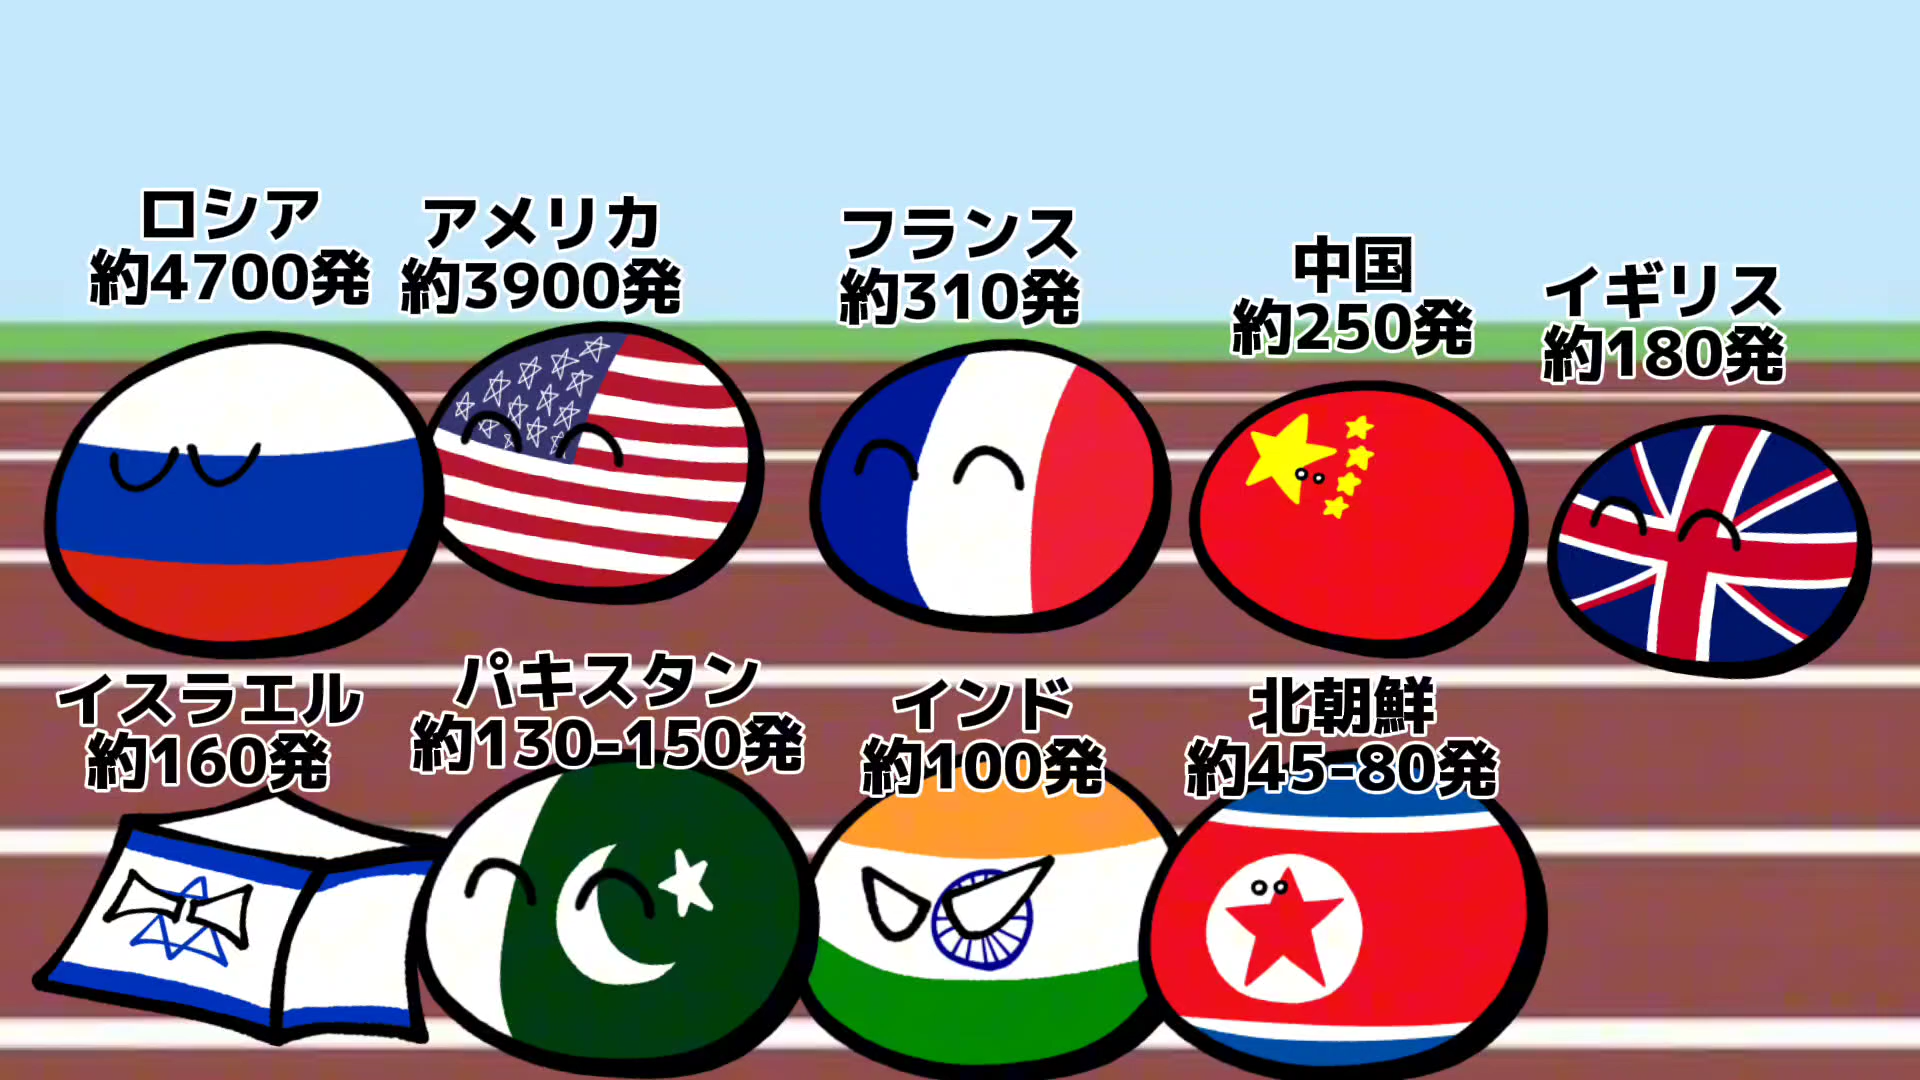 ロシア
約4700発
アメリカ
約3900発
フランス
約310発
中国
約250発
イギリス
約180発
イスラエル
約160発
パキスタン
約130-150発
インド
約100発
北朝鮮
約45-80発